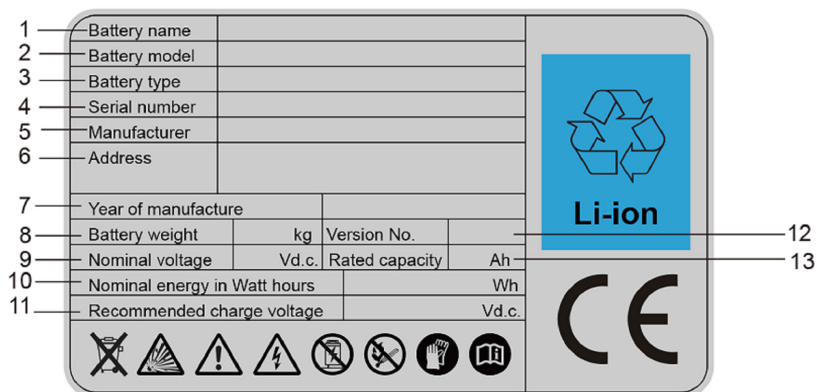 1 Battery name
2 Battery model
3 Battery type
4 Serial number
5 Manufacturer
6 Address
7 Year of manufacture
8 Battery weight kg Version No. 12
9 Nominal voltage Vd.c. Rated capacity Ah 13
10 Nominal energy in Watt hours Wh
11 Recommended charge voltage Vd.c.
Li-ion
CE